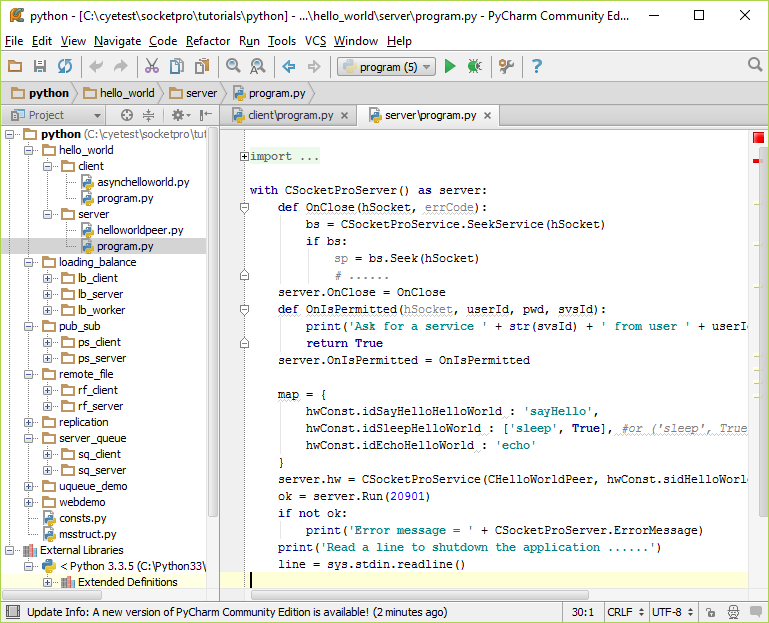 python - [C:\cyetest\socketpro\tutorials\python] - ...\hello_world\server\program.py - PyCharm Community Ed...
File Edit View Navigate Code Refactor Run Tools VCS Window Help
program (5)
python hello_world server program.py
Project
client\program.py
server\program.py
python (C:\cyetest\socketpro\tut
hello_world
client
asynchelloworld.py
program.py
server
helloworldpeer.py
program.py
loading_balance
lb_client
lb_server
lb_worker
pub_sub
ps_client
ps_server
remote_file
rf_client
rf_server
replication
server_queue
sq_client
sq_server
uqueue_demo
webdemo
consts.py
msstruct.py
External Libraries
< Python 3.3.5 (C:\Python33\
Extended Definitions
import ...
with CSocketProServer() as server:
def OnClose(hSocket, errCode):
bs = CSocketProService.SeekService(hSocket)
if bs:
sp = bs.Seek(hSocket)
# ......
server.OnClose = OnClose
def OnIsPermitted(hSocket, userId, pwd, svsId):
print('Ask for a service ' + str(svsId) + ' from user ' + userI
return True
server.OnIsPermitted = OnIsPermitted
map = {
hwConst.idSayHelloHelloWorld : 'sayHello',
hwConst.idSleepHelloWorld : ['sleep', True], #or ('sleep', True
hwConst.idEchoHelloWorld : 'echo'
}
server.hw = CSocketProService(CHelloWorldPeer, hwConst.sidHelloWorl
ok = server.Run(20901)
if not ok:
print('Error message = ' + CSocketProServer.ErrorMessage)
print('Read a line to shutdown the application ......')
line = sys.stdin.readline()
Update Info: A new version of PyCharm Community Edition is available! (2 minutes ago)
30:1 CRLF UTF-8